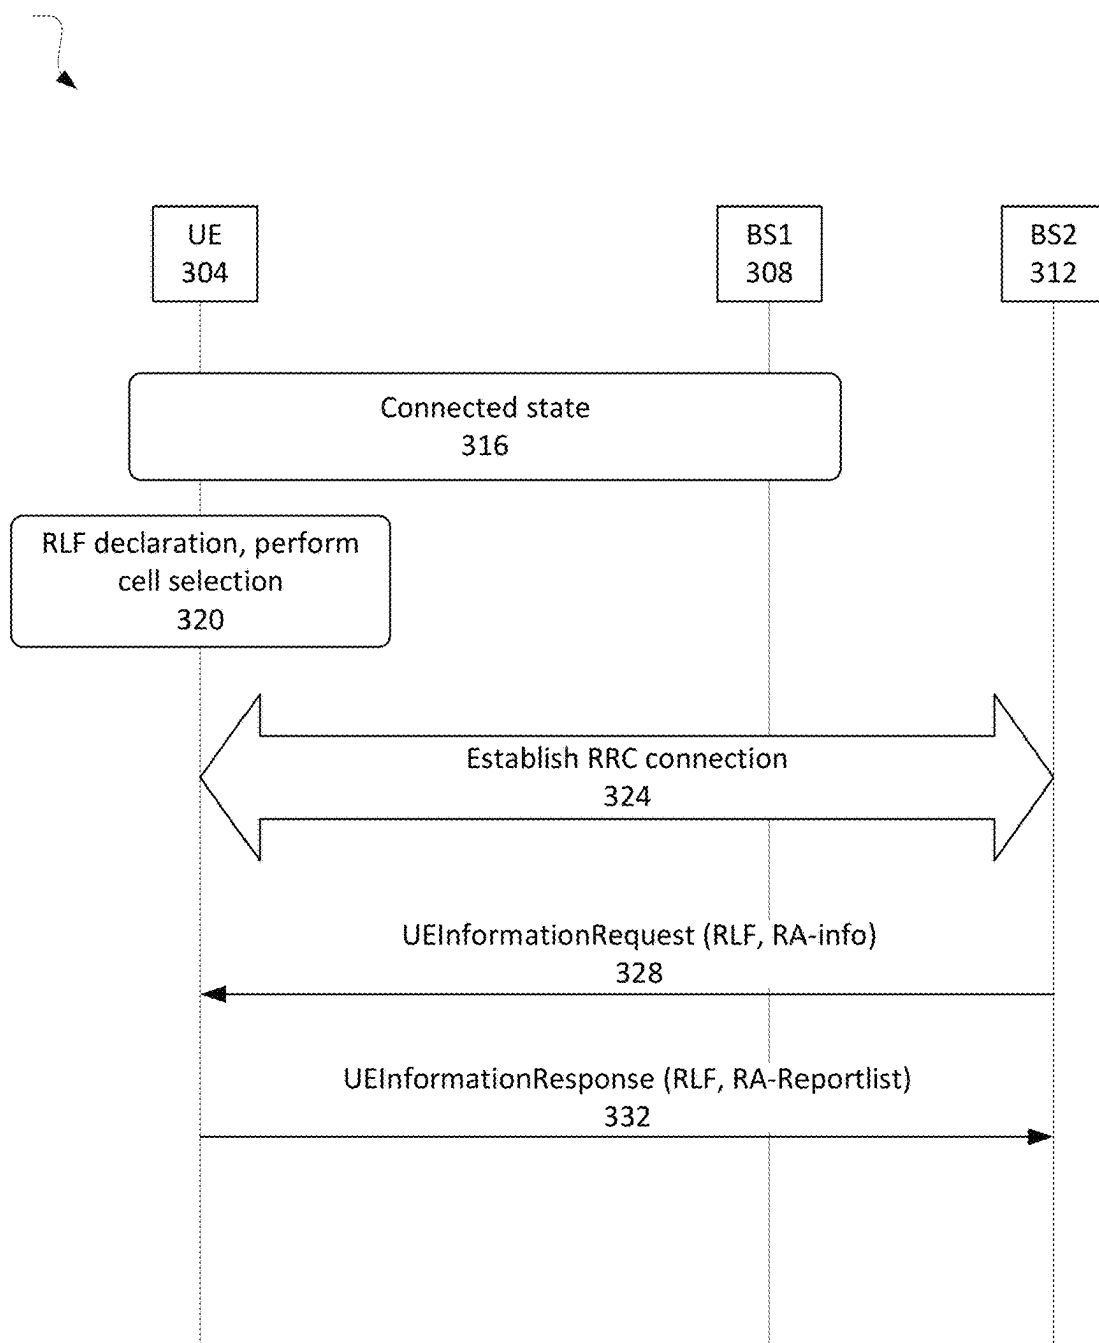 UE
304
BS1
308
BS2
312
Connected state
316
RLF declaration, perform
cell selection
320
Establish RRC connection
324
UEInformationRequest (RLF, RA-info)
328
UEInformationResponse (RLF, RA-Reportlist)
332